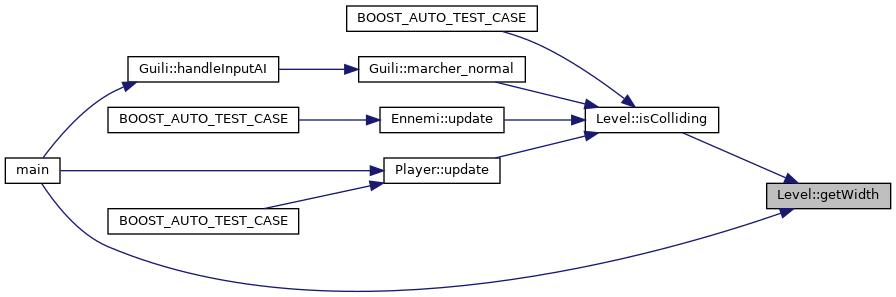 BOOST_AUTO_TEST_CASE
Guili::handleInputAI
Guili::marcher_normal
BOOST_AUTO_TEST_CASE
Ennemi::update
Level::isColliding
main
Player::update
Level::getWidth
BOOST_AUTO_TEST_CASE